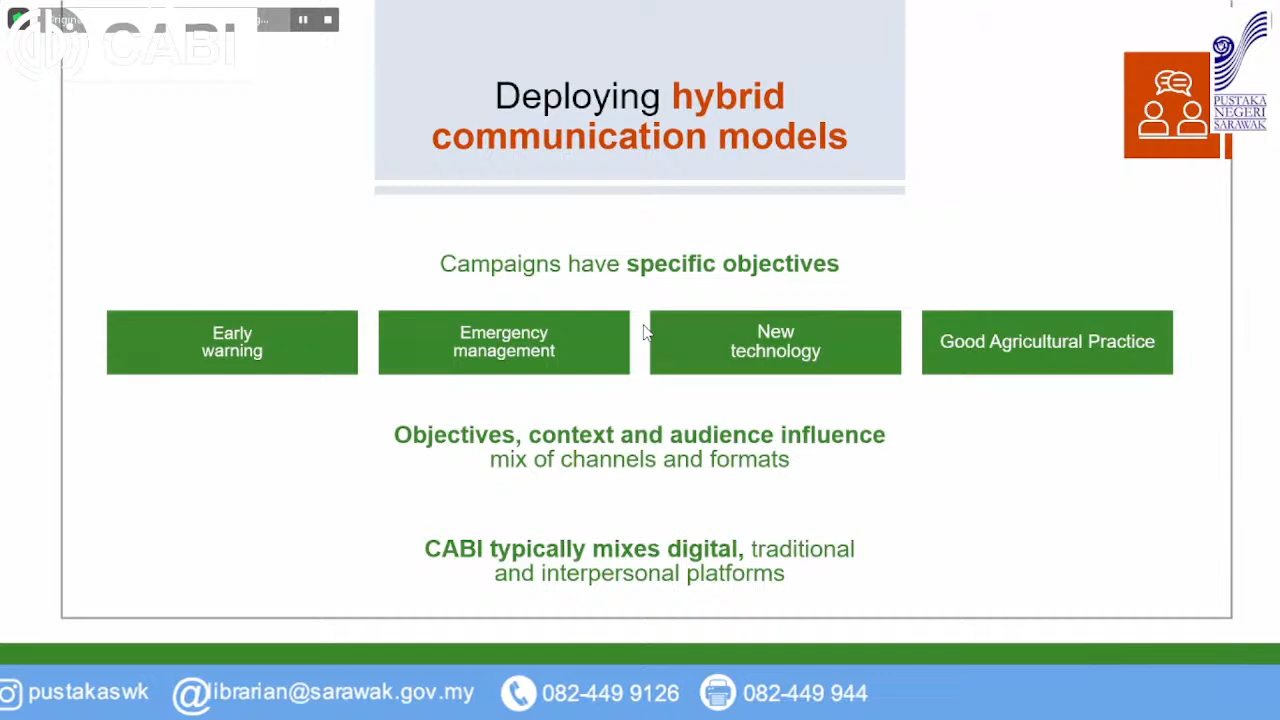 CABI
PUSTAKA
NEGERI
SARAWAK
Deploying hybrid
communication models
Campaigns have specific objectives
Early
warning
Emergency
management
New
technology
Good Agricultural Practice
Objectives, context and audience influence
mix of channels and formats
CABI typically mixes digital, traditional
and interpersonal platforms
pustakaswk
@librarian@sarawak.gov.my
082-449 9126
082-449 944